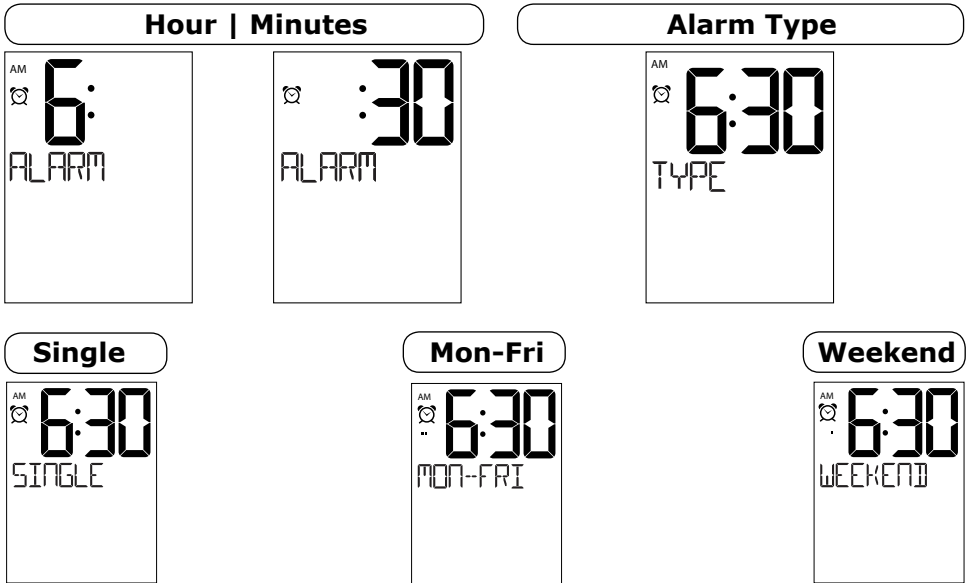 Hour | Minutes
Alarm Type
AM
6:
ALARM
:30
ALARM
AM
6:30
TYPE
Single
Mon-Fri
Weekend
AM
6:30
SINGLE
AM
6:30
MON-FRI
AM
6:30
WEEKEND